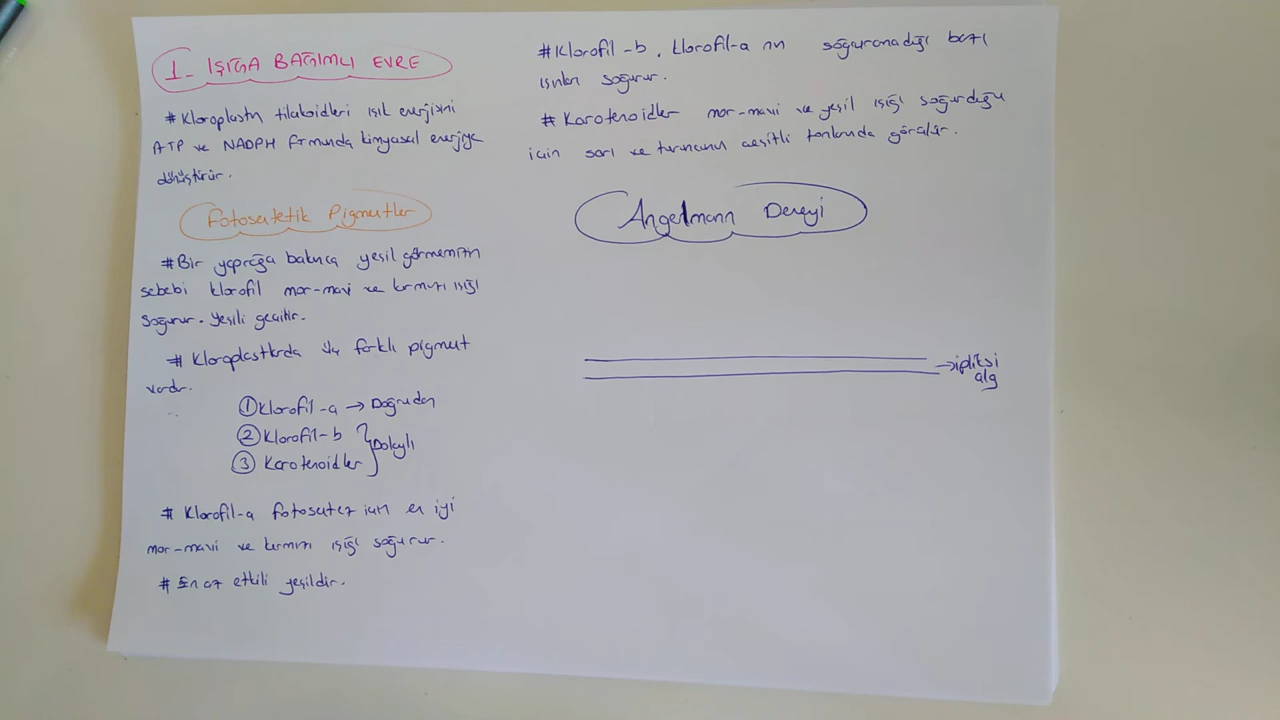 1- IŞIĞA BAĞIMLI EVRE
# Kloroplastın tilakoidleri ışık enerjisini
ATP ve NADPH formunda kimyasal enerjiye
dönüştürür.
Fotosentetik Pigmentler
# Bir yaprağa bakınca yeşil görmemizin
sebebi klorofil mor-mavi ve kırmızı ışığı
soğurur. Yeşili geçirir.
# Kloroplastlarda üç farklı pigment
vardır.
① Klorofil-a → Doğrudan
② Klorofil-b
③ Karotenoidler
} Dolaylı
# Klorofil-a fotosentez için en iyi
mor-mavi ve kırmızı ışığı soğurur.
# En az etkili yeşildir.
# Klorofil-b, klorofil-a nın soğuramadığı bazı
ışınları soğurur.
# Karotenoidler mor-mavi ve yeşil ışığı soğurduğu
için sarı ve turuncunun çeşitli tonlarında görülür.
Angelmann Deneyi
→ ipliksi
alg